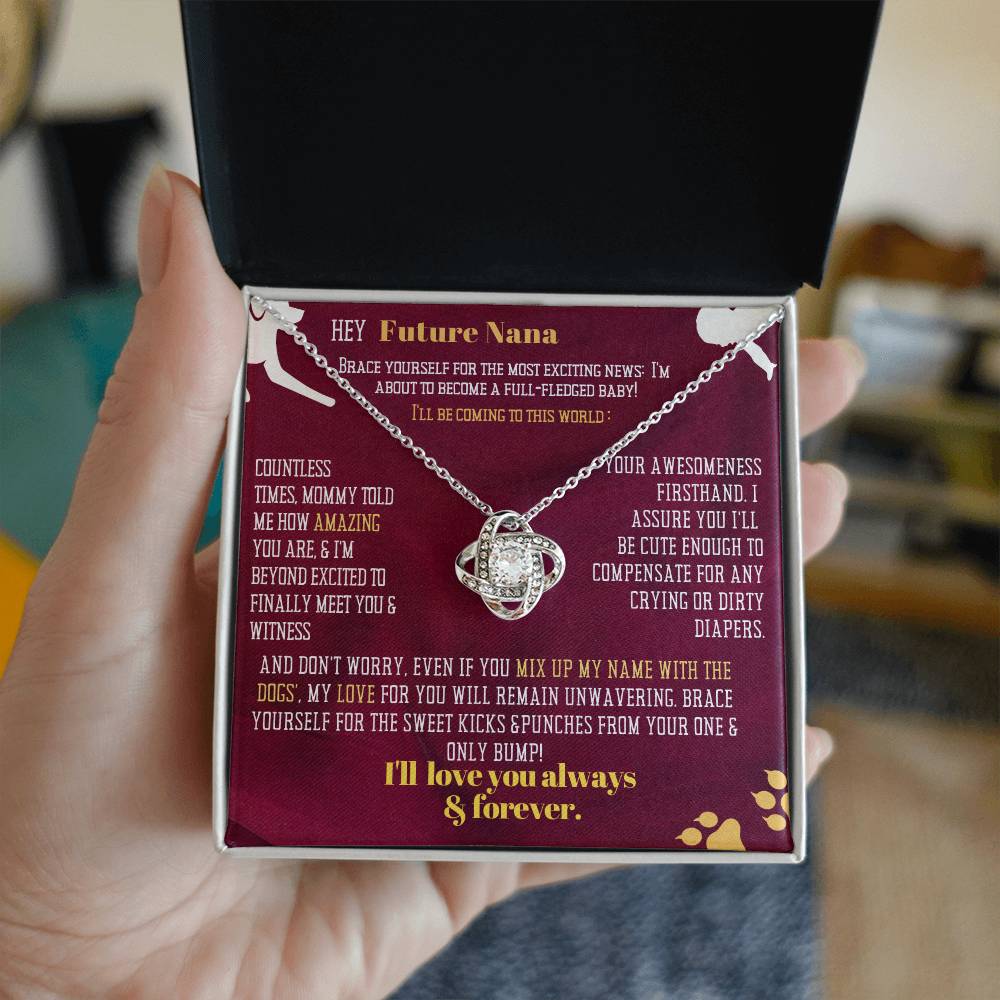 HEY Future Nana
BRACE YOURSELF FOR THE MOST EXCITING NEWS: I'M
ABOUT TO BECOME A FULL-FLEDGED BABY!
I'LL BE COMING TO THIS WORLD :
COUNTLESS
TIMES, MOMMY TOLD
ME HOW AMAZING
YOU ARE, & I'M
BEYOND EXCITED TO
FINALLY MEET YOU &
WITNESS
YOUR AWESOMENESS
FIRSTHAND. I
ASSURE YOU I'LL
BE CUTE ENOUGH TO
COMPENSATE FOR ANY
CRYING OR DIRTY
DIAPERS.
AND DON'T WORRY, EVEN IF YOU MIX UP MY NAME WITH THE
DOGS', MY LOVE FOR YOU WILL REMAIN UNWAVERING. BRACE
YOURSELF FOR THE SWEET KICKS &PUNCHES FROM YOUR ONE &
ONLY BUMP!
I'll love you always
& forever.